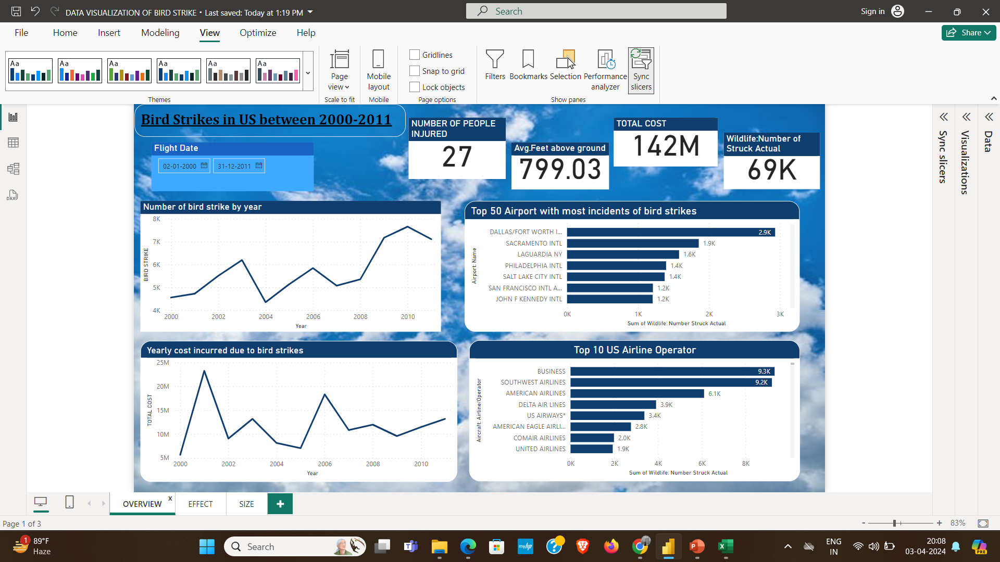 DATA VISUALIZATION OF BIRD STRIKE • Last saved: Today at 1:19 PM
Search
Sign in
File Home Insert Modeling View Optimize Help
Share
Aa Aa Aa Aa Aa Aa
Themes
Page view
Scale to fit
Mobile layout
Mobile
Gridlines
Snap to grid
Lock objects
Page options
Filters
Bookmarks
Selection
Performance analyzer
Sync slicers
Show panes
DAX
Bird Strikes in US between 2000-2011
Flight Date
02-01-2000 31-12-2011
NUMBER OF PEOPLE INJURED
27
Avg.Feet above ground
799.03
TOTAL COST
142M
Wildlife:Number of Struck Actual
69K
Sync slicers
Visualizations
Data
Number of bird strike by year
BIRD STRIKE
8K
7K
6K
5K
4K
2000 2002 2004 2006 2008 2010
Year
Top 50 Airport with most incidents of bird strikes
Airport: Name
DALLAS/FORT WORTH I... 2.9K
SACRAMENTO INTL 1.9K
LAGUARDIA NY 1.6K
PHILADELPHIA INTL 1.4K
SALT LAKE CITY INTL 1.4K
SAN FRANCISCO INTL A... 1.2K
JOHN F KENNEDY INTL 1.2K
0K 1K 2K 3K
Sum of Wildlife: Number Struck Actual
Yearly cost incurred due to bird strikes
TOTAL COST
25M
20M
15M
10M
5M
2000 2002 2004 2006 2008 2010
Year
Top 10 US Airline Operator
Aircraft: Airline/Operator
BUSINESS 9.3K
SOUTHWEST AIRLINES 9.2K
AMERICAN AIRLINES 6.1K
DELTA AIR LINES 3.9K
US AIRWAYS* 3.4K
AMERICAN EAGLE AIRLI... 2.8K
COMAIR AIRLINES 2.0K
UNITED AIRLINES 1.9K
0K 2K 4K 6K 8K
Sum of Wildlife: Number Struck Actual
OVERVIEW x EFFECT SIZE +
Page 1 of 3
- + 83%
1
89°F
Haze
Search
myhp
ENG
IN
20:08
03-04-2024
PRE